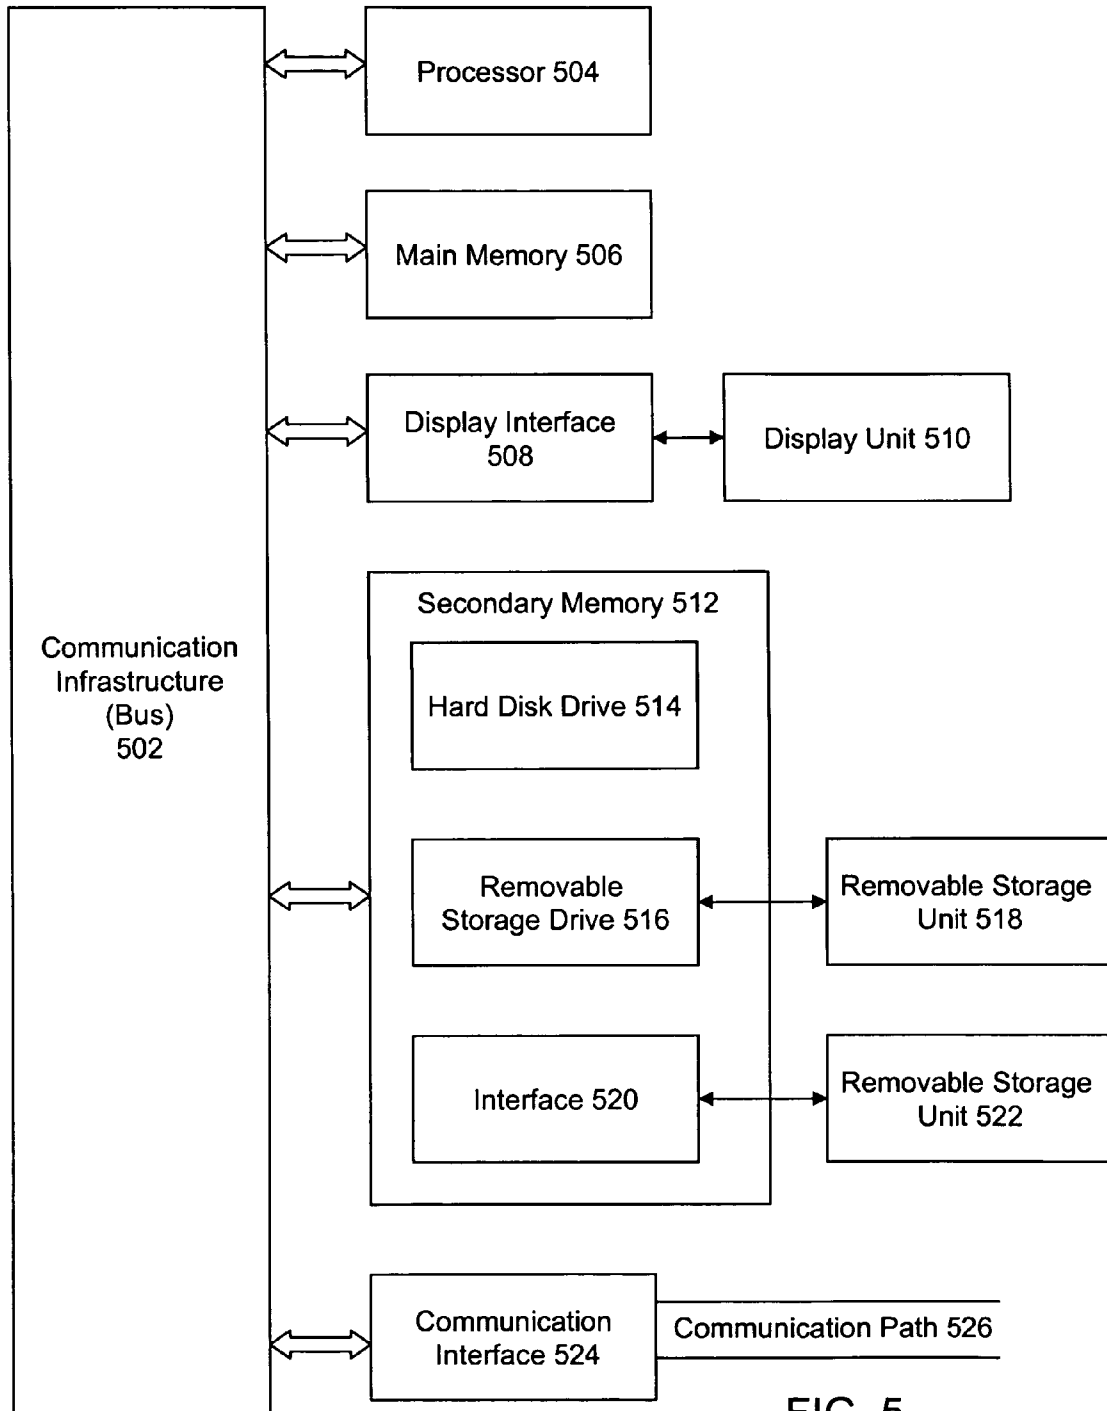 Processor 504
Main Memory 506
Display Interface
508
Display Unit 510
Secondary Memory 512
Communication
Infrastructure
(Bus)
502
Hard Disk Drive 514
Removable
Storage Drive 516
Removable Storage
Unit 518
Interface 520
Removable Storage
Unit 522
Communication
Interface 524
Communication Path 526
FIG. 5